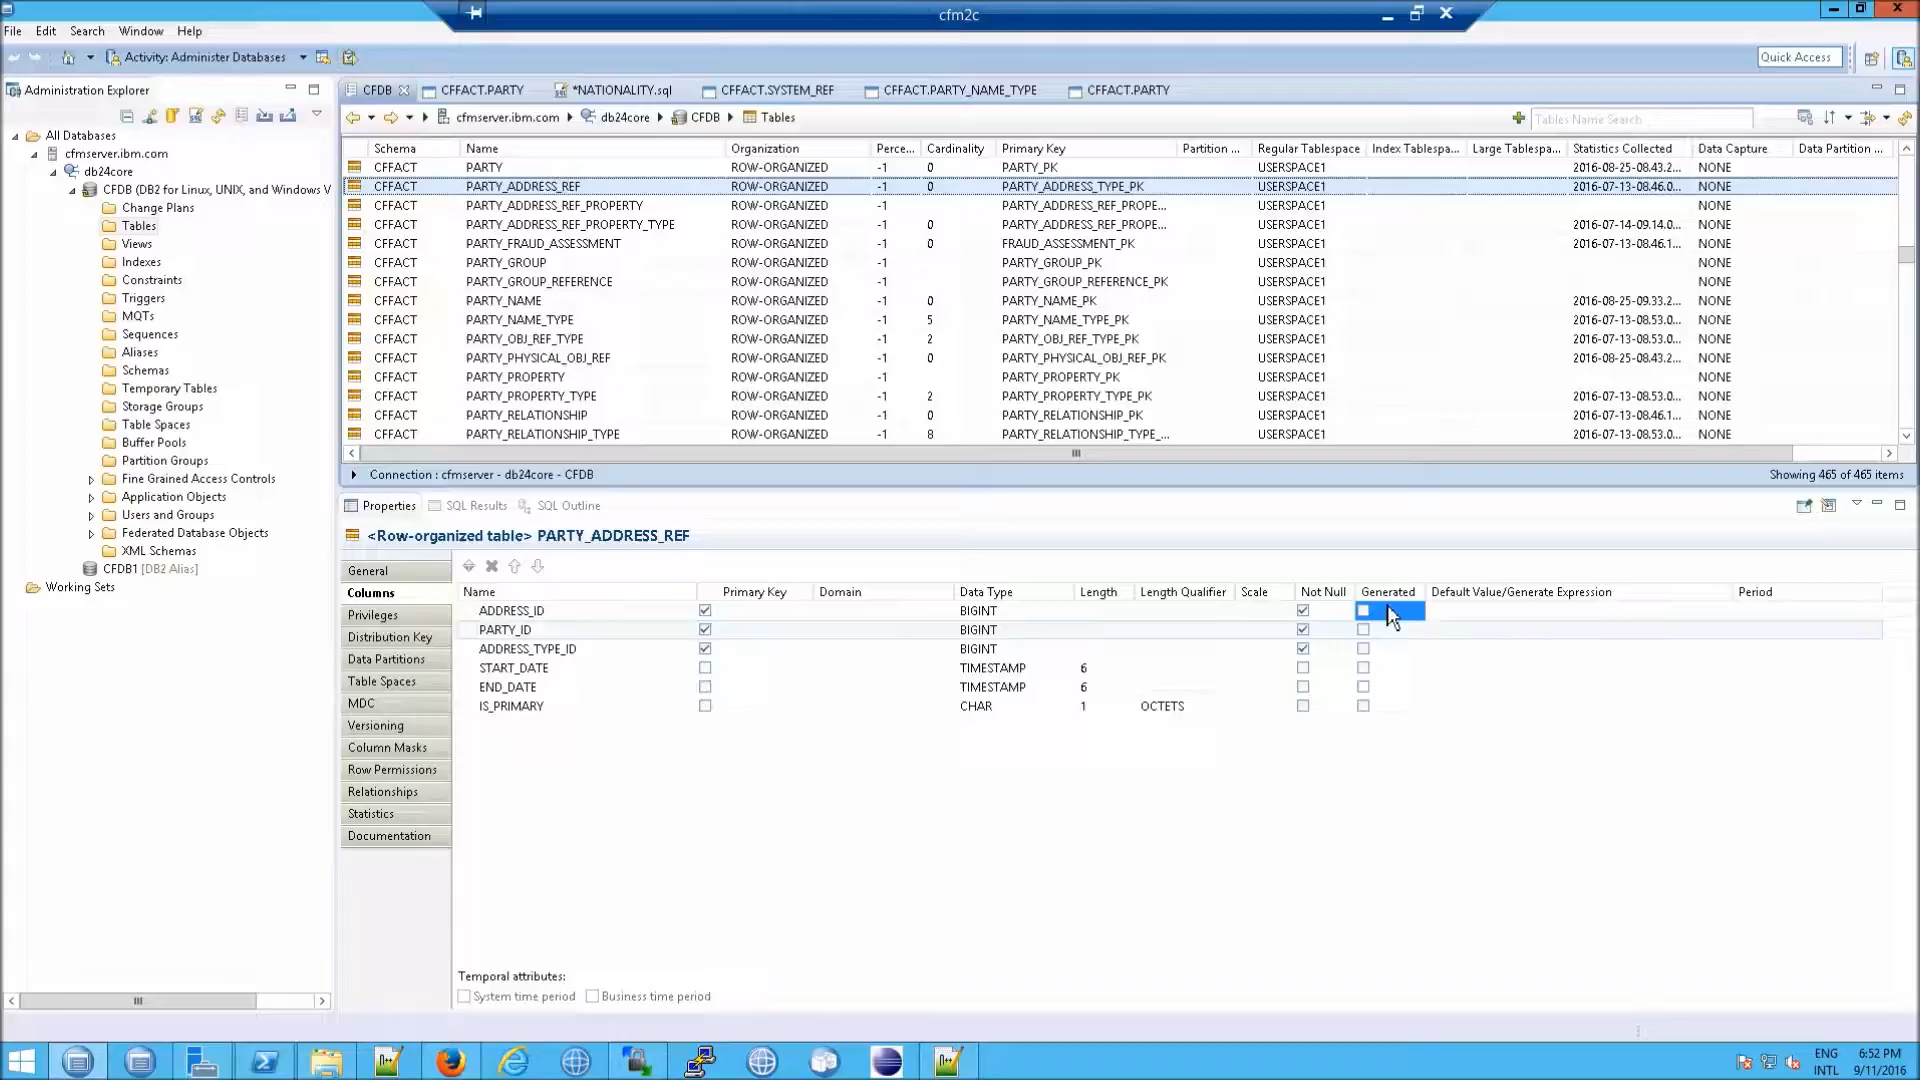 cfm2c
File Edit Search Window Help
Activity: Administer Databases
Quick Access
Administration Explorer
CFDB CFFACT.PARTY *NATIONALITY.sql CFFACT.SYSTEM_REF CFFACT.PARTY_NAME_TYPE CFFACT.PARTY
cfmserver.ibm.com db24core CFDB Tables
Tables Name Search
All Databases
cfmserver.ibm.com
db24core
CFDB (DB2 for Linux, UNIX, and Windows V
Change Plans
Tables
Views
Indexes
Constraints
Triggers
MQTs
Sequences
Aliases
Schemas
Temporary Tables
Storage Groups
Table Spaces
Buffer Pools
Partition Groups
Fine Grained Access Controls
Application Objects
Users and Groups
Federated Database Objects
XML Schemas
CFDB1 [DB2 Alias]
Working Sets
Schema Name Organization Perce... Cardinality Primary Key Partition ... Regular Tablespace Index Tablespa... Large Tablespa... Statistics Collected Data Capture Data Partition ...
CFFACT PARTY ROW-ORGANIZED -1 0 PARTY_PK USERSPACE1 2016-08-25-08.43.2... NONE
CFFACT PARTY_ADDRESS_REF ROW-ORGANIZED -1 0 PARTY_ADDRESS_TYPE_PK USERSPACE1 2016-07-13-08.46.0... NONE
CFFACT PARTY_ADDRESS_REF_PROPERTY ROW-ORGANIZED -1 PARTY_ADDRESS_REF_PROPE... USERSPACE1 NONE
CFFACT PARTY_ADDRESS_REF_PROPERTY_TYPE ROW-ORGANIZED -1 0 PARTY_ADDRESS_REF_PROPE... USERSPACE1 2016-07-14-09.14.0... NONE
CFFACT PARTY_FRAUD_ASSESSMENT ROW-ORGANIZED -1 0 FRAUD_ASSESSMENT_PK USERSPACE1 2016-07-13-08.46.1... NONE
CFFACT PARTY_GROUP ROW-ORGANIZED -1 PARTY_GROUP_PK USERSPACE1 NONE
CFFACT PARTY_GROUP_REFERENCE ROW-ORGANIZED -1 PARTY_GROUP_REFERENCE_PK USERSPACE1 NONE
CFFACT PARTY_NAME ROW-ORGANIZED -1 0 PARTY_NAME_PK USERSPACE1 2016-08-25-09.33.2... NONE
CFFACT PARTY_NAME_TYPE ROW-ORGANIZED -1 5 PARTY_NAME_TYPE_PK USERSPACE1 2016-07-13-08.53.0... NONE
CFFACT PARTY_OBJ_REF_TYPE ROW-ORGANIZED -1 2 PARTY_OBJ_REF_TYPE_PK USERSPACE1 2016-07-13-08.53.0... NONE
CFFACT PARTY_PHYSICAL_OBJ_REF ROW-ORGANIZED -1 0 PARTY_PHYSICAL_OBJ_REF_PK USERSPACE1 2016-08-25-08.43.2... NONE
CFFACT PARTY_PROPERTY ROW-ORGANIZED -1 PARTY_PROPERTY_PK USERSPACE1 NONE
CFFACT PARTY_PROPERTY_TYPE ROW-ORGANIZED -1 2 PARTY_PROPERTY_TYPE_PK USERSPACE1 2016-07-13-08.53.0... NONE
CFFACT PARTY_RELATIONSHIP ROW-ORGANIZED -1 0 PARTY_RELATIONSHIP_PK USERSPACE1 2016-07-13-08.46.1... NONE
CFFACT PARTY_RELATIONSHIP_TYPE ROW-ORGANIZED -1 8 PARTY_RELATIONSHIP_TYPE_... USERSPACE1 2016-07-13-08.53.0... NONE
Connection : cfmserver - db24core - CFDB Showing 465 of 465 items
Properties SQL Results SQL Outline
<Row-organized table> PARTY_ADDRESS_REF
General
Columns
Privileges
Distribution Key
Data Partitions
Table Spaces
MDC
Versioning
Column Masks
Row Permissions
Relationships
Statistics
Documentation
Name Primary Key Domain Data Type Length Length Qualifier Scale Not Null Generated Default Value/Generate Expression Period
ADDRESS_ID BIGINT
PARTY_ID BIGINT
ADDRESS_TYPE_ID BIGINT
START_DATE TIMESTAMP 6
END_DATE TIMESTAMP 6
IS_PRIMARY CHAR 1 OCTETS
Temporal attributes:
System time period Business time period
ENG 6:52 PM
INTL 9/11/2016